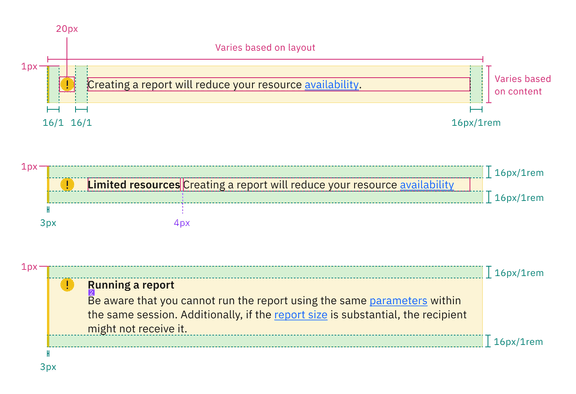 20px
Varies based on layout
1px
! Creating a report will reduce your resource availability.
Varies based
on content
16/1 16/1 16px/1rem
1px
16px/1rem
! Limited resources Creating a report will reduce your resource availability
16px/1rem
3px 4px
1px
16px/1rem
! Running a report
2
Be aware that you cannot run the report using the same parameters within
the same session. Additionally, if the report size is substantial, the recipient
might not receive it.
16px/1rem
3px